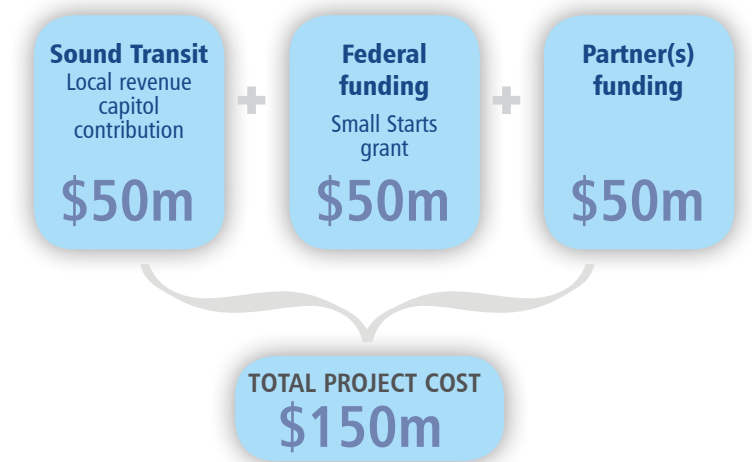 Sound Transit
Local revenue
capitol
contribution
$50m
+
Federal
funding
Small Starts
grant
$50m
+
Partner(s)
funding
$50m
TOTAL PROJECT COST
$150m